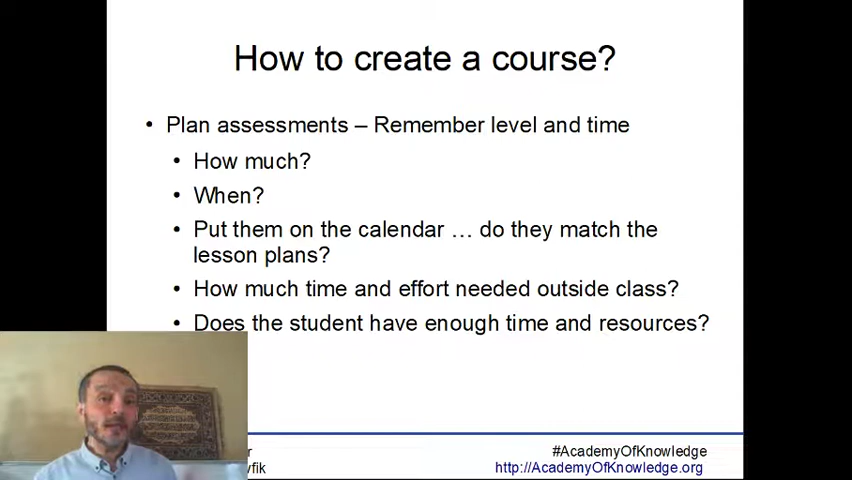 How to create a course?
• Plan assessments – Remember level and time
• How much?
• When?
• Put them on the calendar … do they match the
lesson plans?
• How much time and effort needed outside class?
• Does the student have enough time and resources?
#AcademyOfKnowledge
http://AcademyOfKnowledge.org